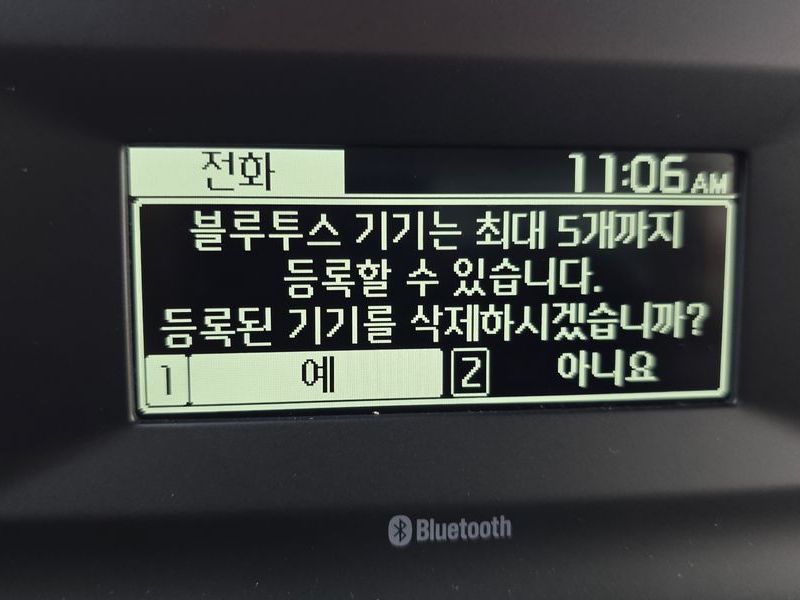 전화 11:06 AM
블루투스 기기는 최대 5개까지
등록할 수 있습니다.
등록된 기기를 삭제하시겠습니까?
1 예 2 아니요
Bluetooth